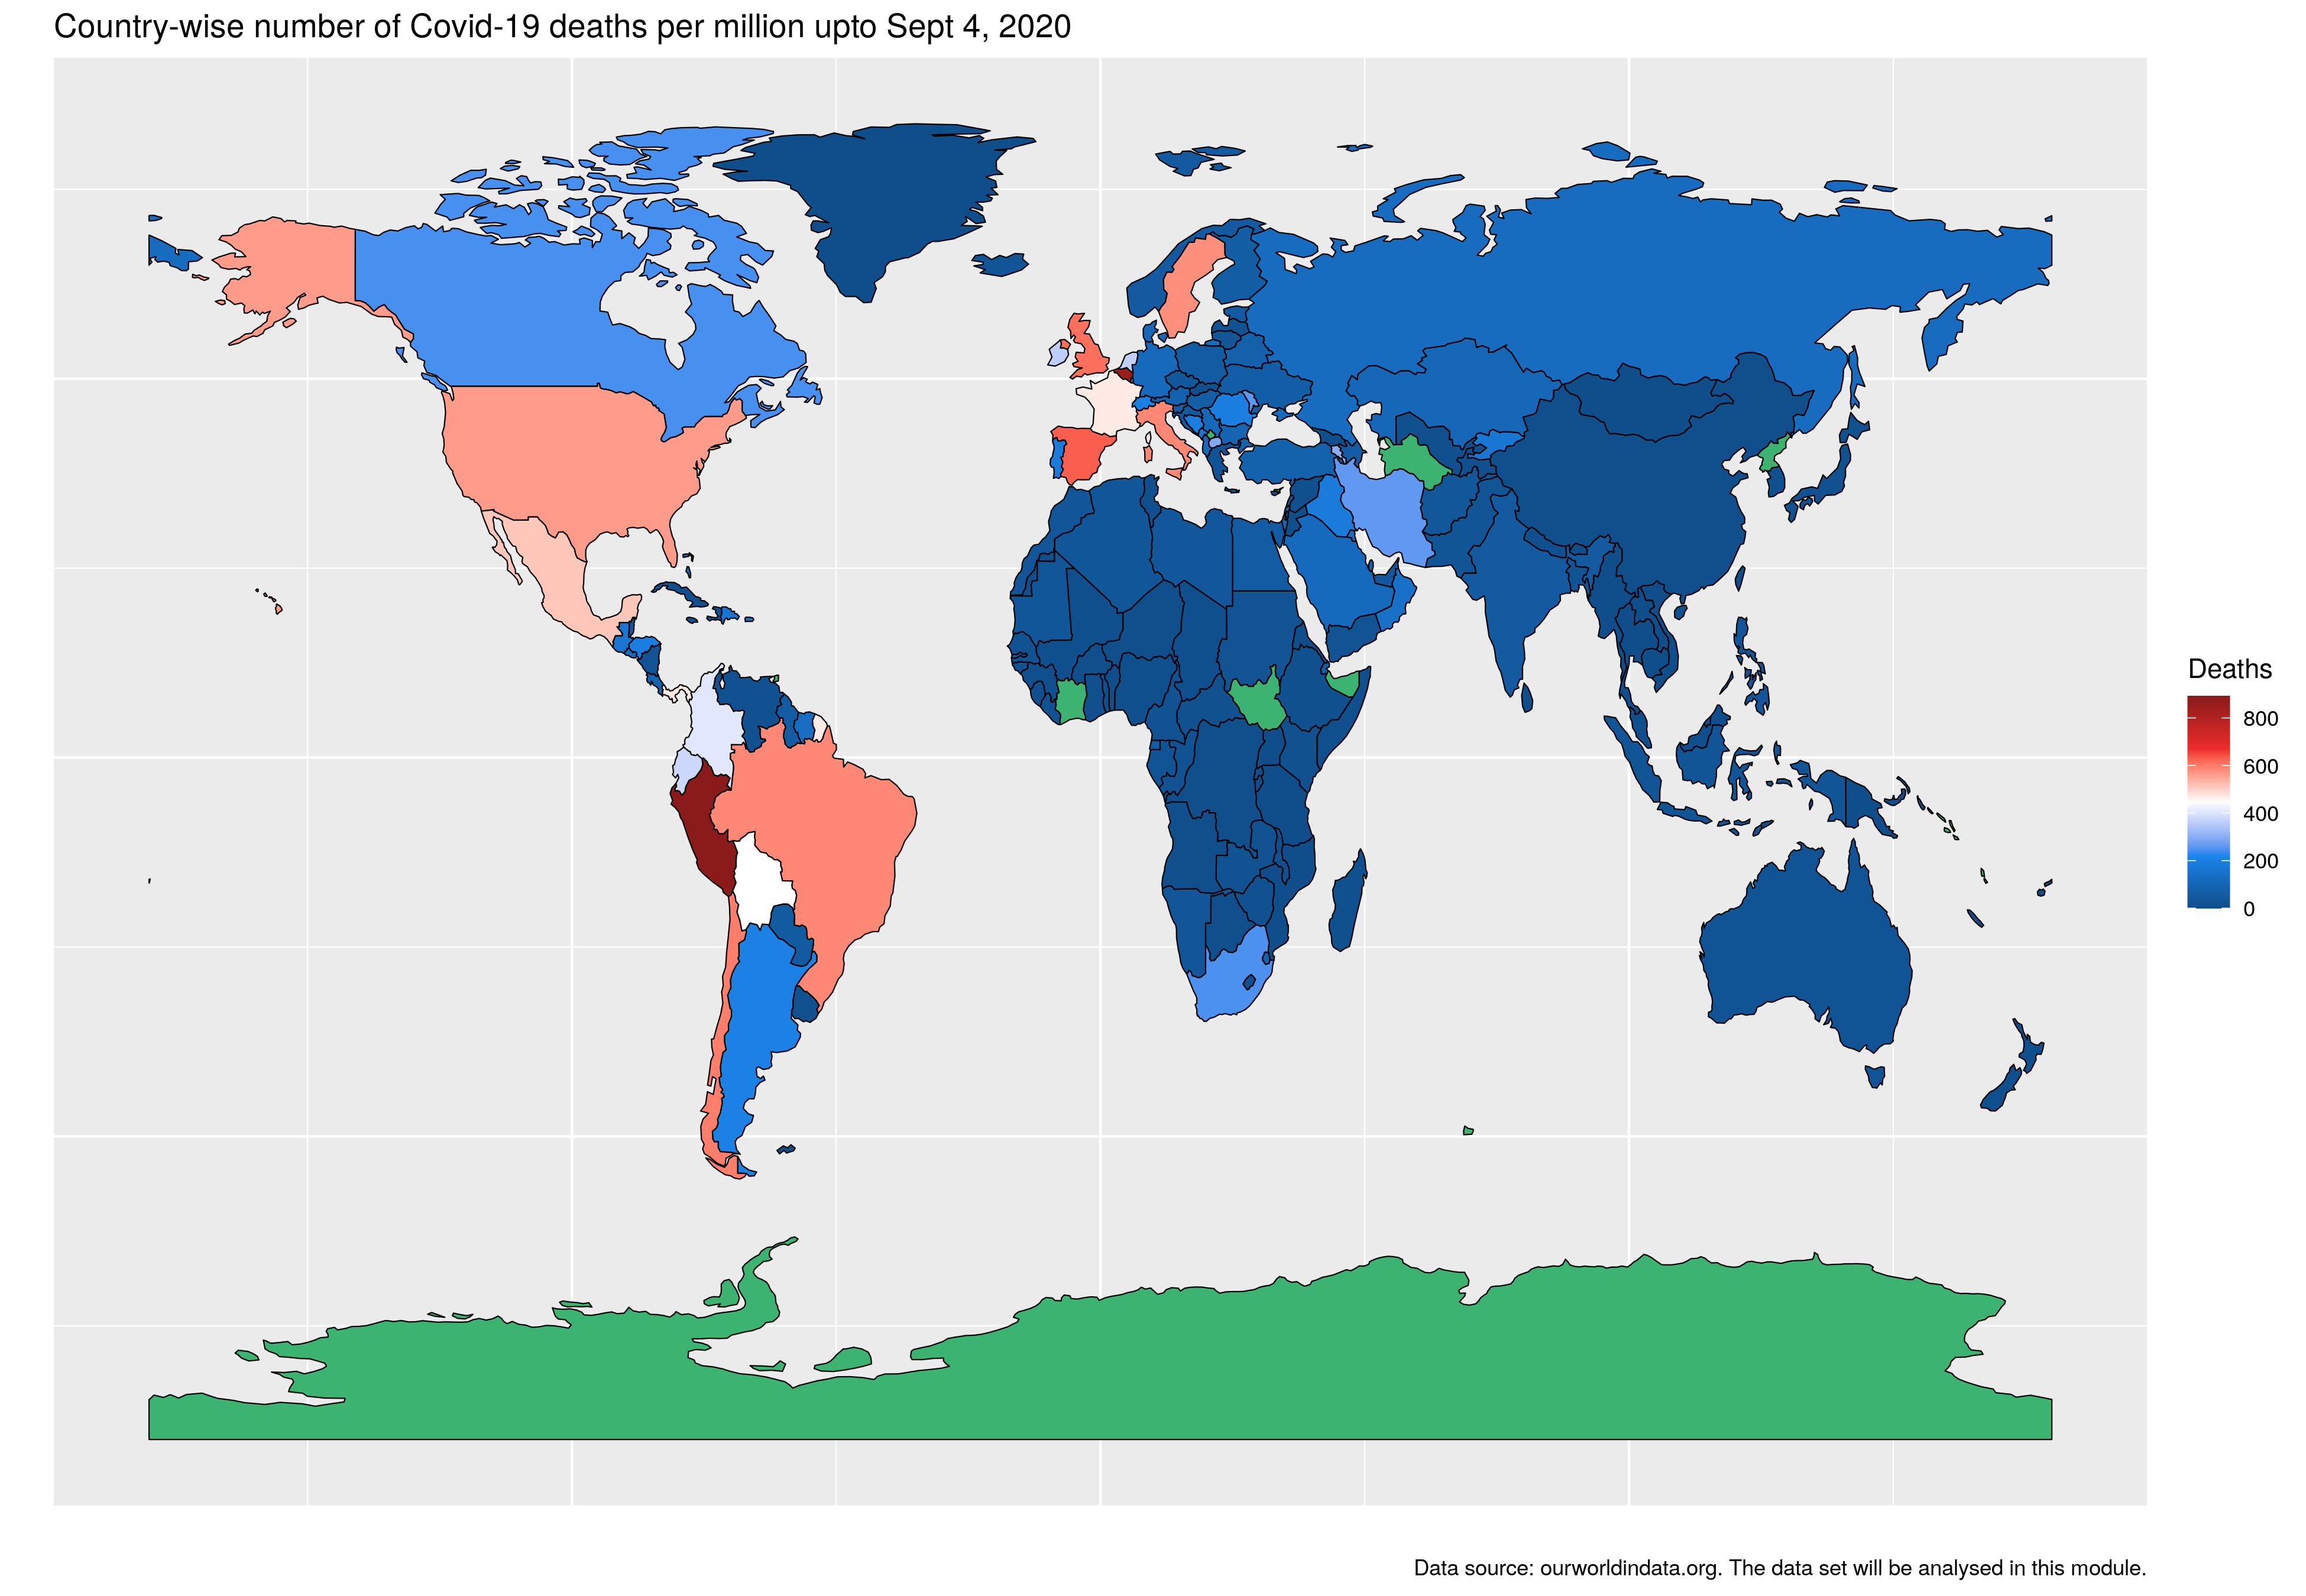 Country-wise number of Covid-19 deaths per million upto Sept 4, 2020
Deaths
800
600
400
200
0
Data source: ourworldindata.org. The data set will be analysed in this module.